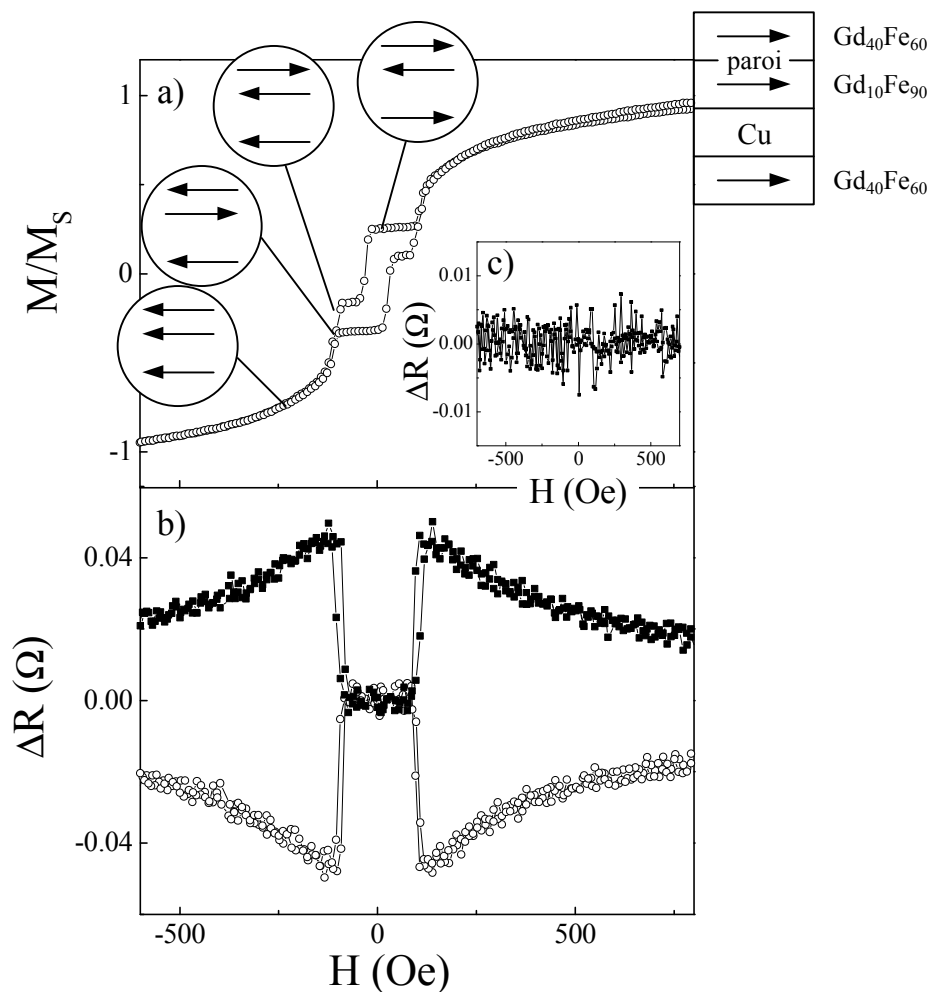 Gd40Fe60
paroi
Gd10Fe90
Cu
Gd40Fe60
a)
1
0
-1
M/MS
c)
0.01
0.00
-0.01
ΔR (Ω)
-500
0
500
H (Oe)
b)
0.04
0.00
-0.04
ΔR (Ω)
-500
0
500
H (Oe)